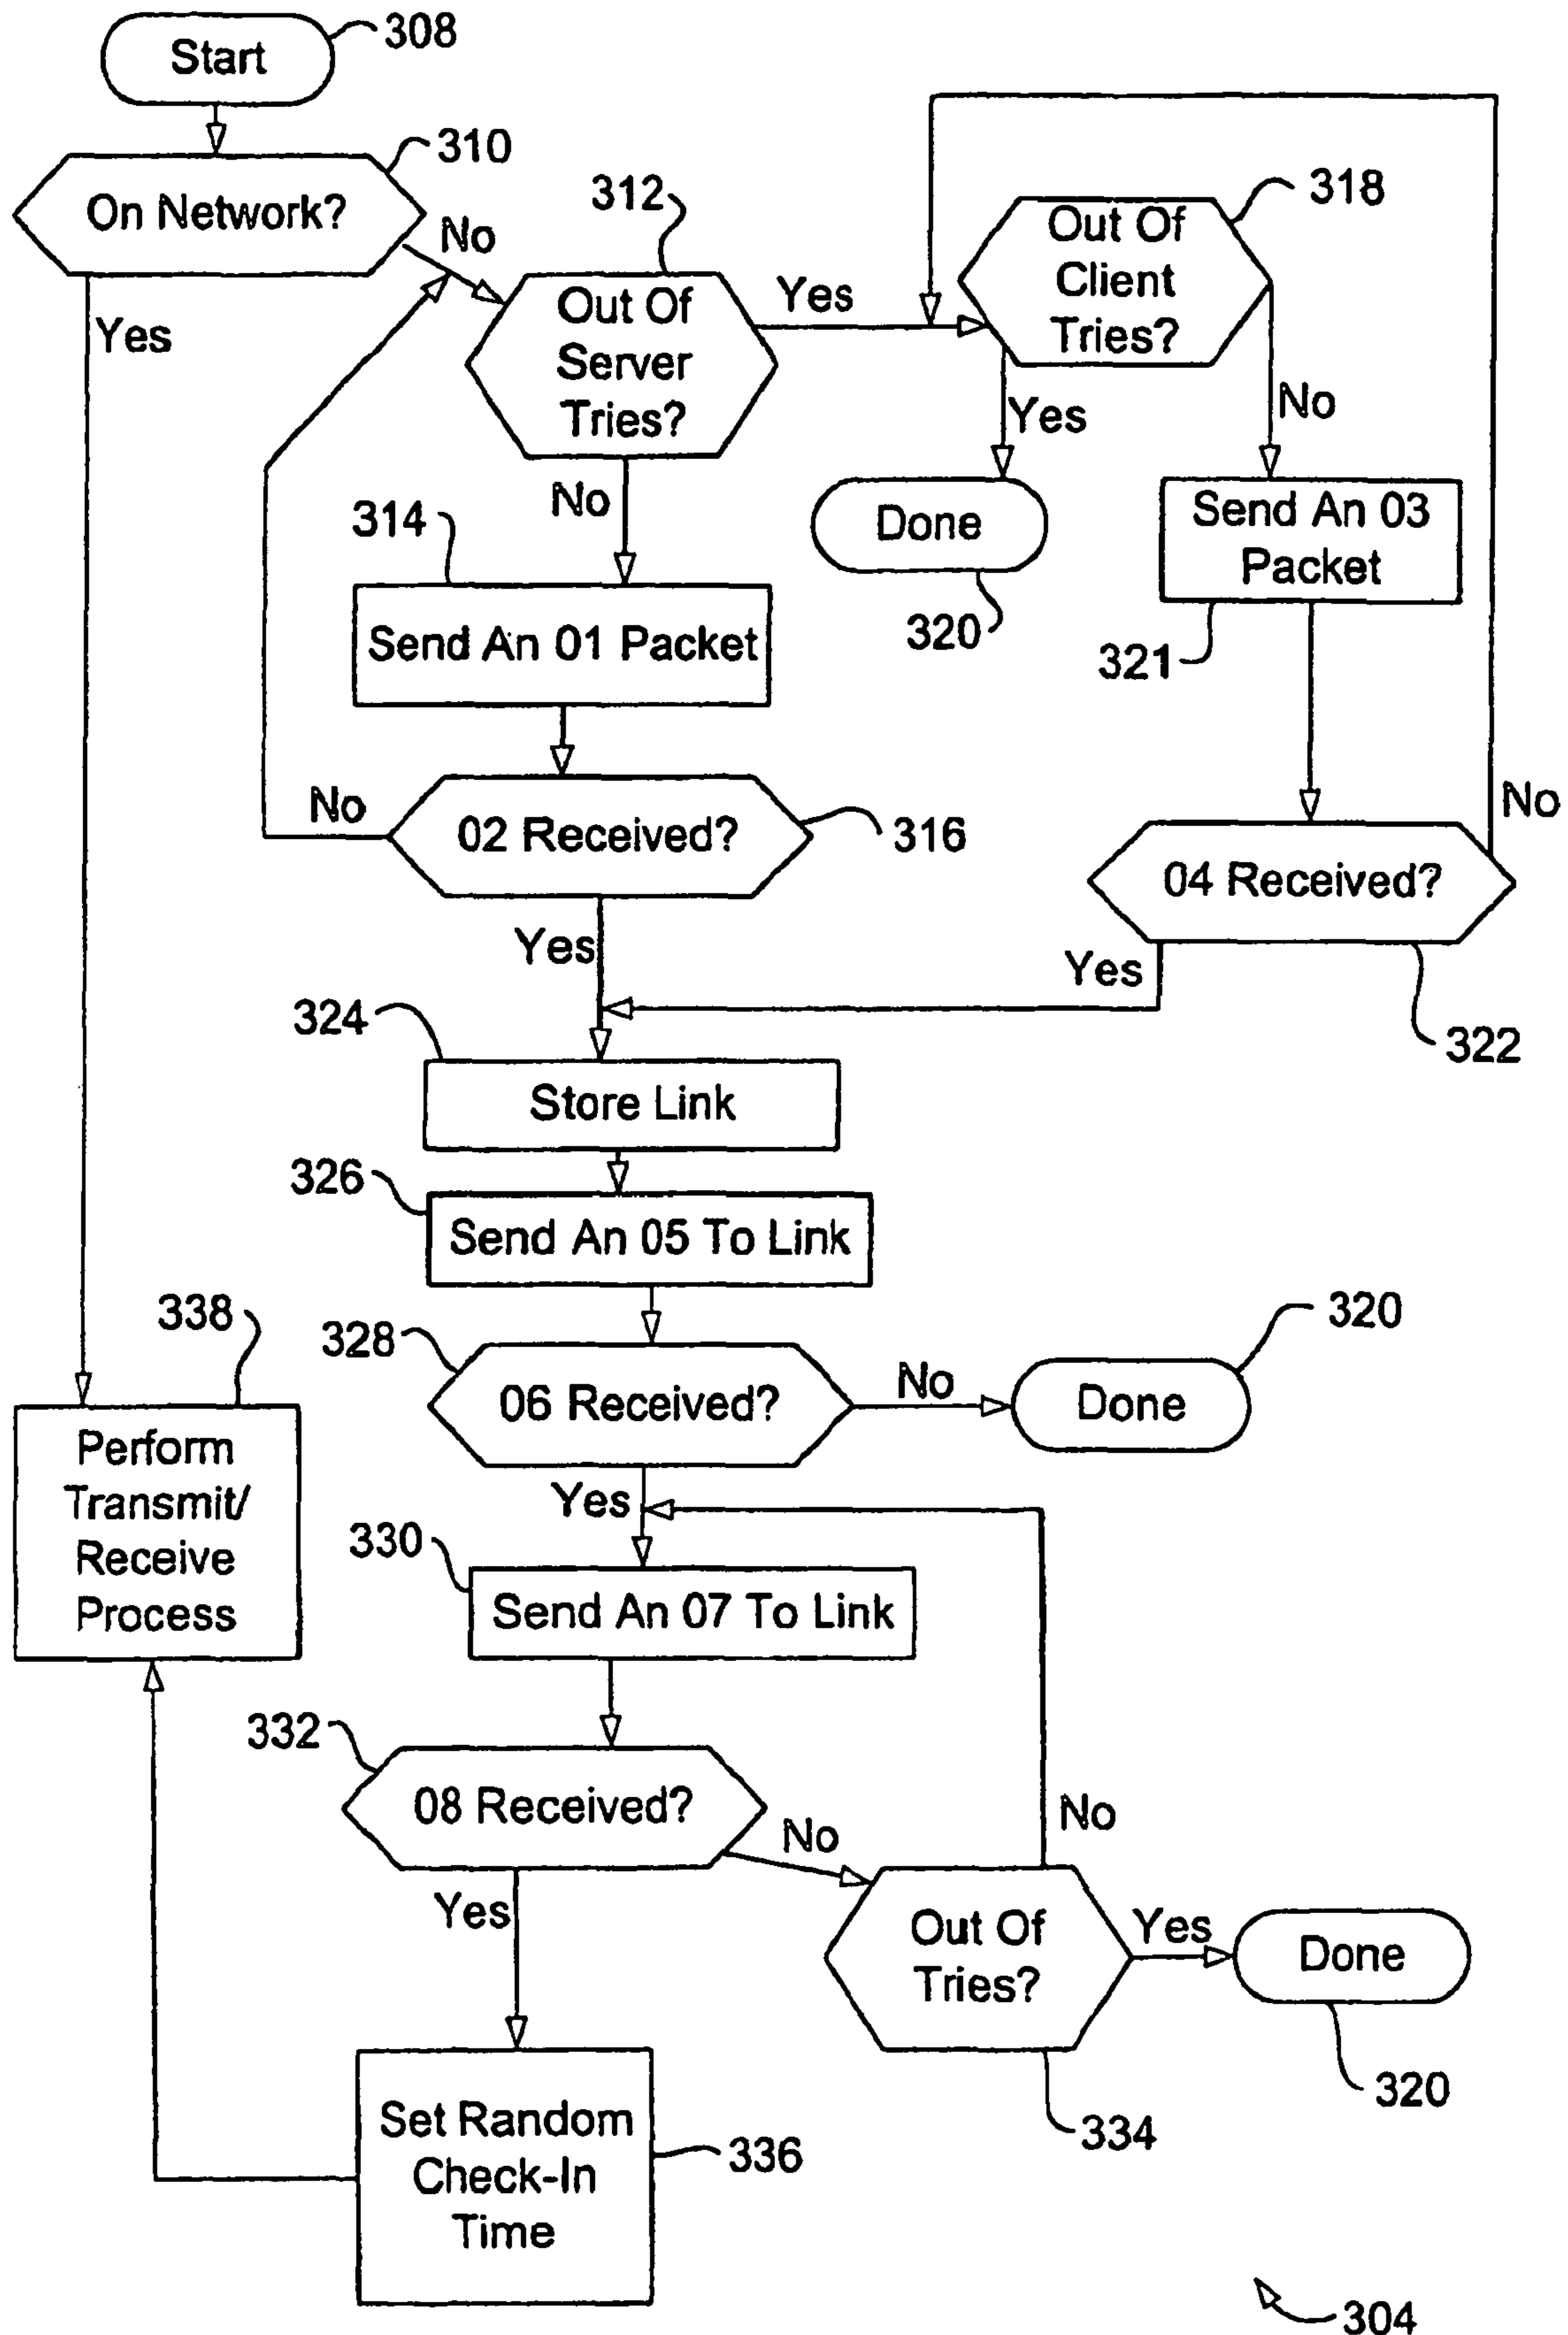 Start
308
On Network?
310
No
Yes
312
Out Of
Server
Tries?
Yes
318
Out Of
Client
Tries?
Yes
Done
320
No
Send An 03
Packet
321
No
314
Send An 01 Packet
No
02 Received?
316
04 Received?
No
322
Yes
Yes
324
Store Link
326
Send An 05 To Link
328
06 Received?
No
Done
320
338
Perform
Transmit/
Receive
Process
Yes
330
Send An 07 To Link
332
08 Received?
No
No
Out Of
Tries?
334
Yes
Done
320
Yes
Set Random
Check-In
Time
336
304